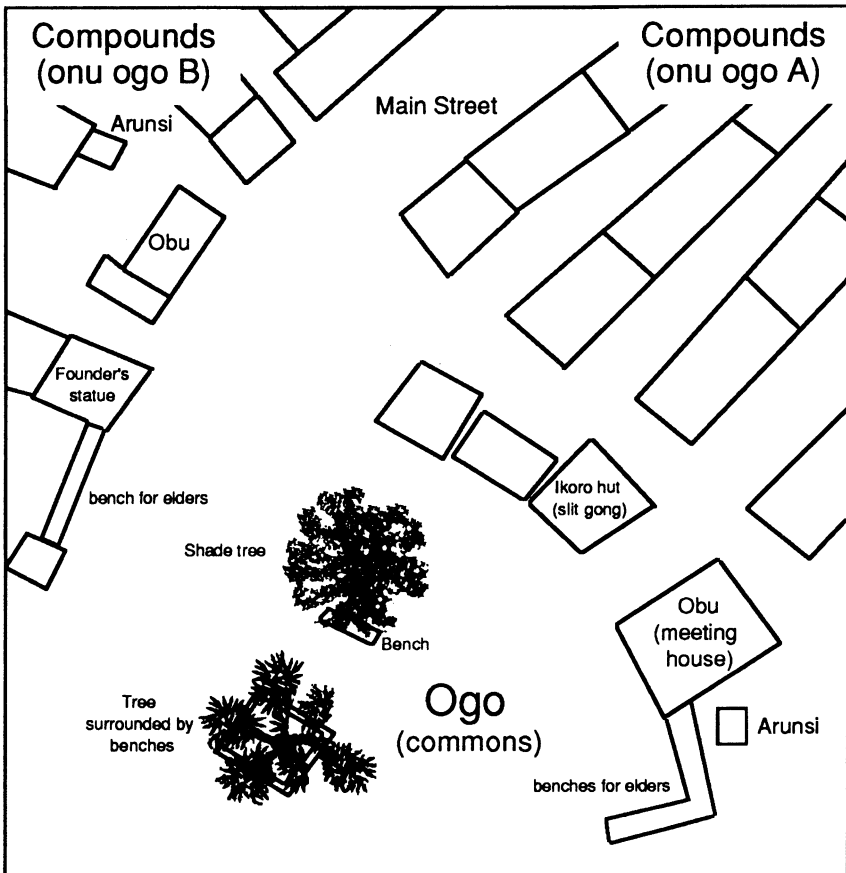 Compounds
(onu ogo B)
Compounds
(onu ogo A)
Main Street
Arunsi
Obu
Founder's
statue
bench for elders
Ikoro hut
(slit gong)
Shade tree
Bench
Obu
(meeting
house)
Tree
surrounded by
benches
Ogo
(commons)
Arunsi
benches for elders